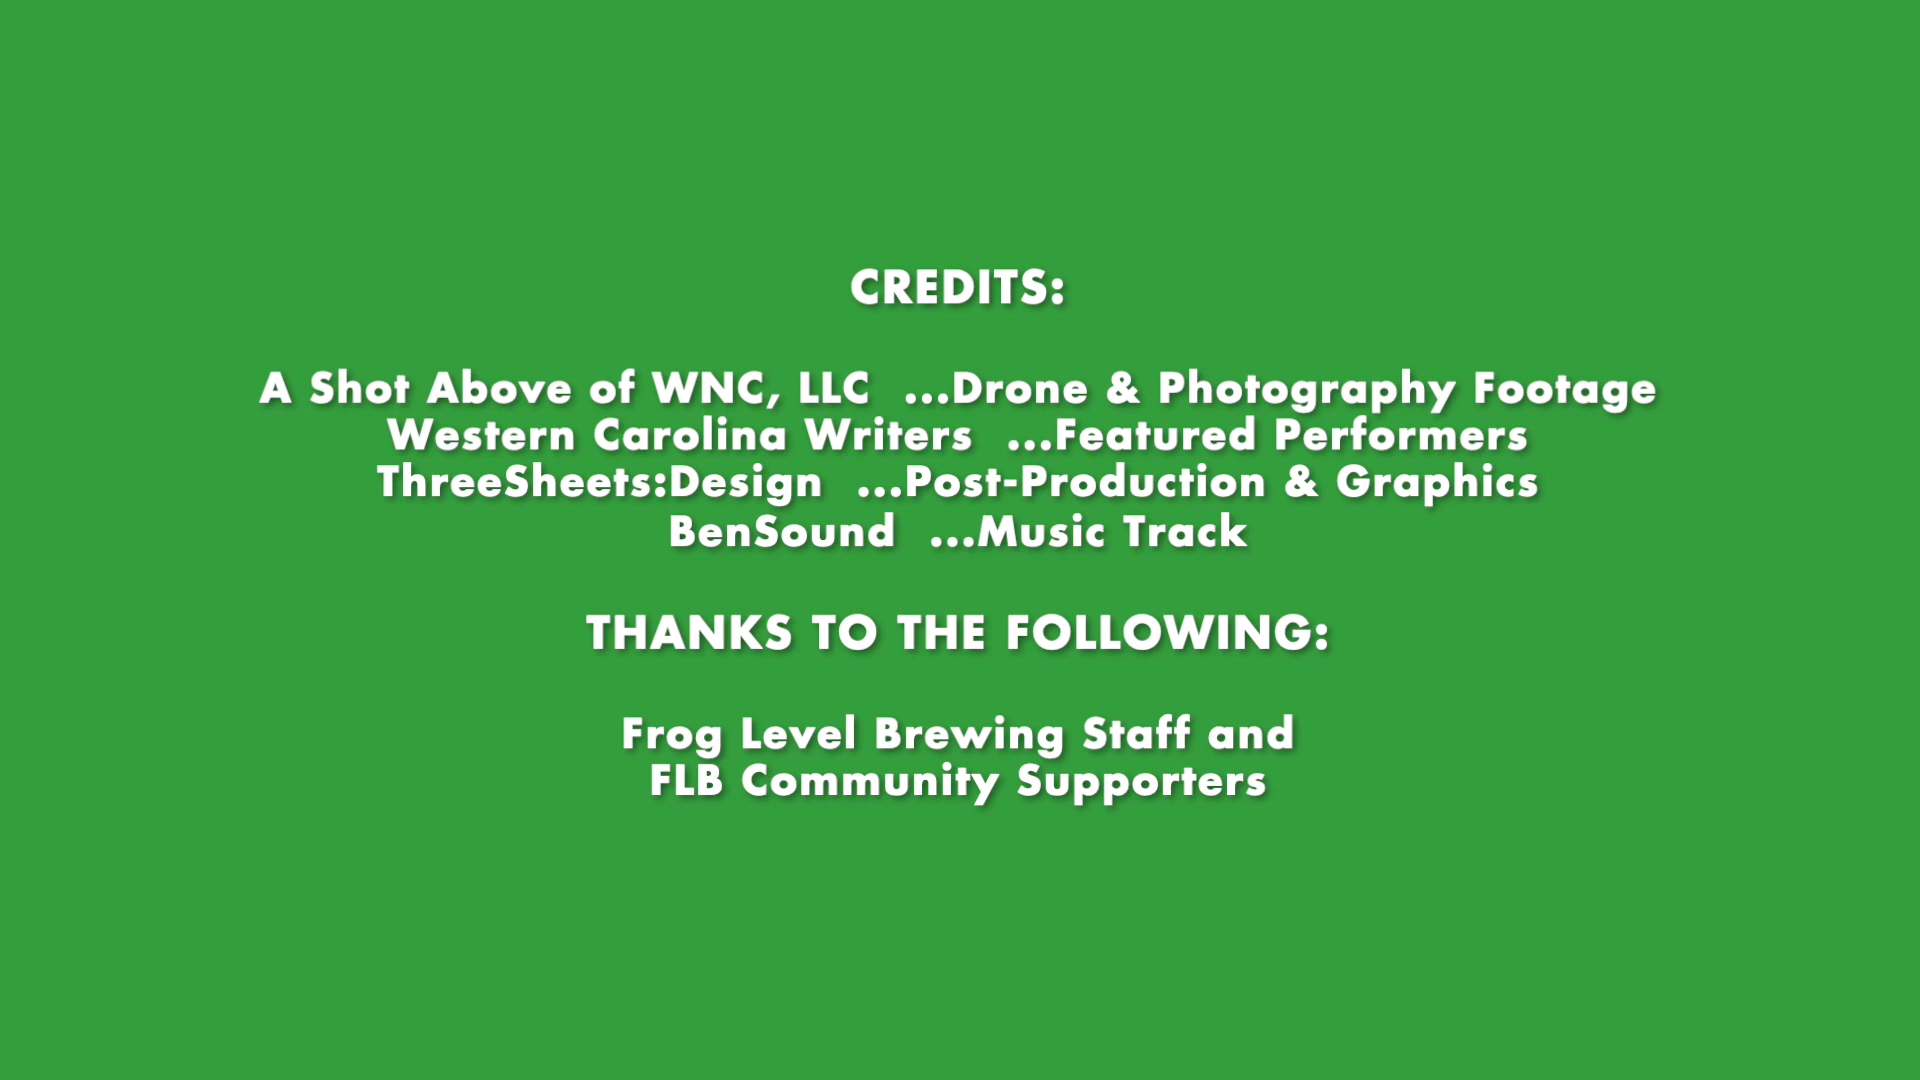 CREDITS:
A Shot Above of WNC, LLC ...Drone & Photography Footage
Western Carolina Writers ...Featured Performers
ThreeSheets:Design ...Post-Production & Graphics
BenSound ...Music Track
THANKS TO THE FOLLOWING:
Frog Level Brewing Staff and
FLB Community Supporters